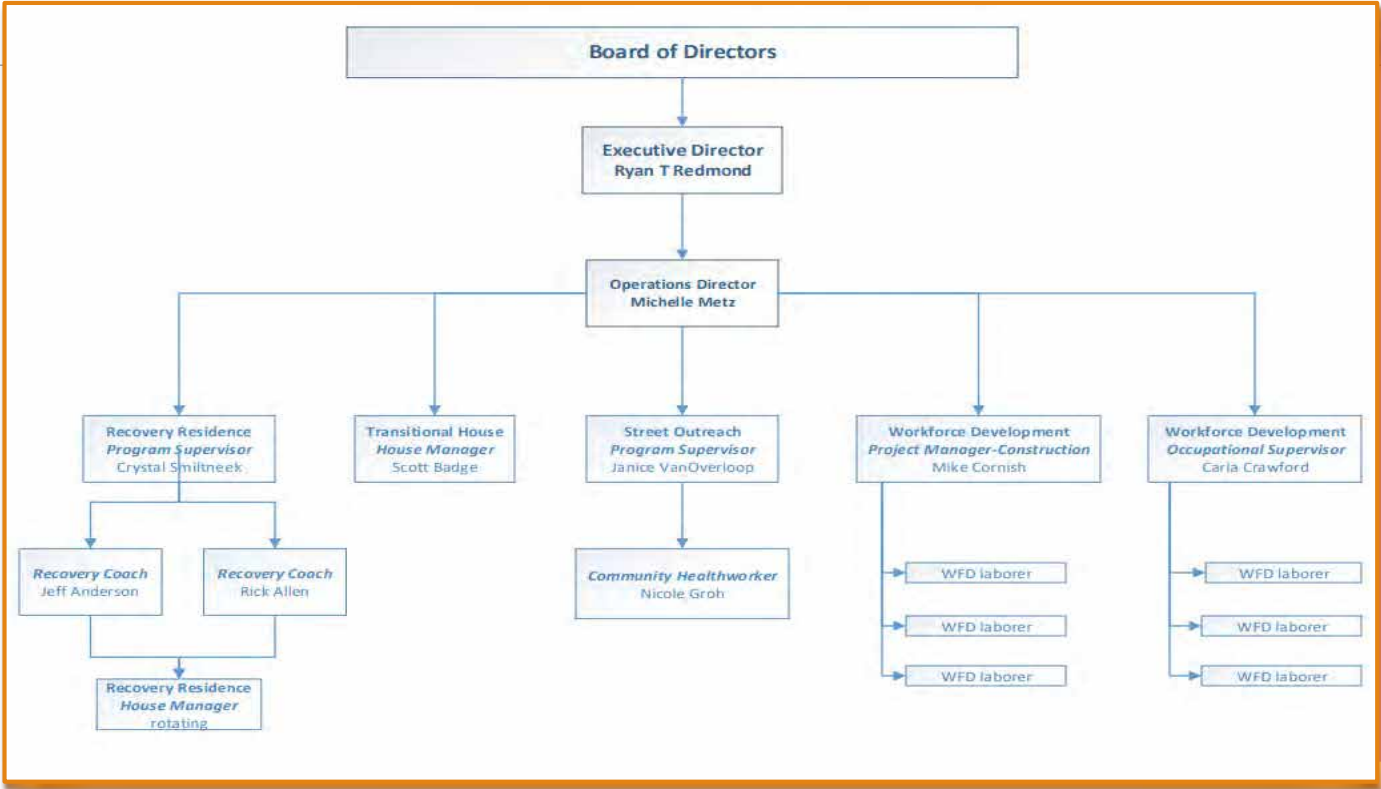 Board of Directors
Executive Director
Ryan T Redmond
Operations Director
Michelle Metz
Recovery Residence
Program Supervisor
Crystal Smiltneek
Transitional House
House Manager
Scott Badge
Street Outreach
Program Supervisor
Janice VanOverloop
Workforce Development
Project Manager-Construction
Mike Cornish
Workforce Development
Occupational Supervisor
Carla Crawford
Recovery Coach
Jeff Anderson
Recovery Coach
Rick Allen
Community Healthworker
Nicole Groh
WFD laborer
WFD laborer
WFD laborer
WFD laborer
WFD laborer
WFD laborer
Recovery Residence
House Manager
rotating